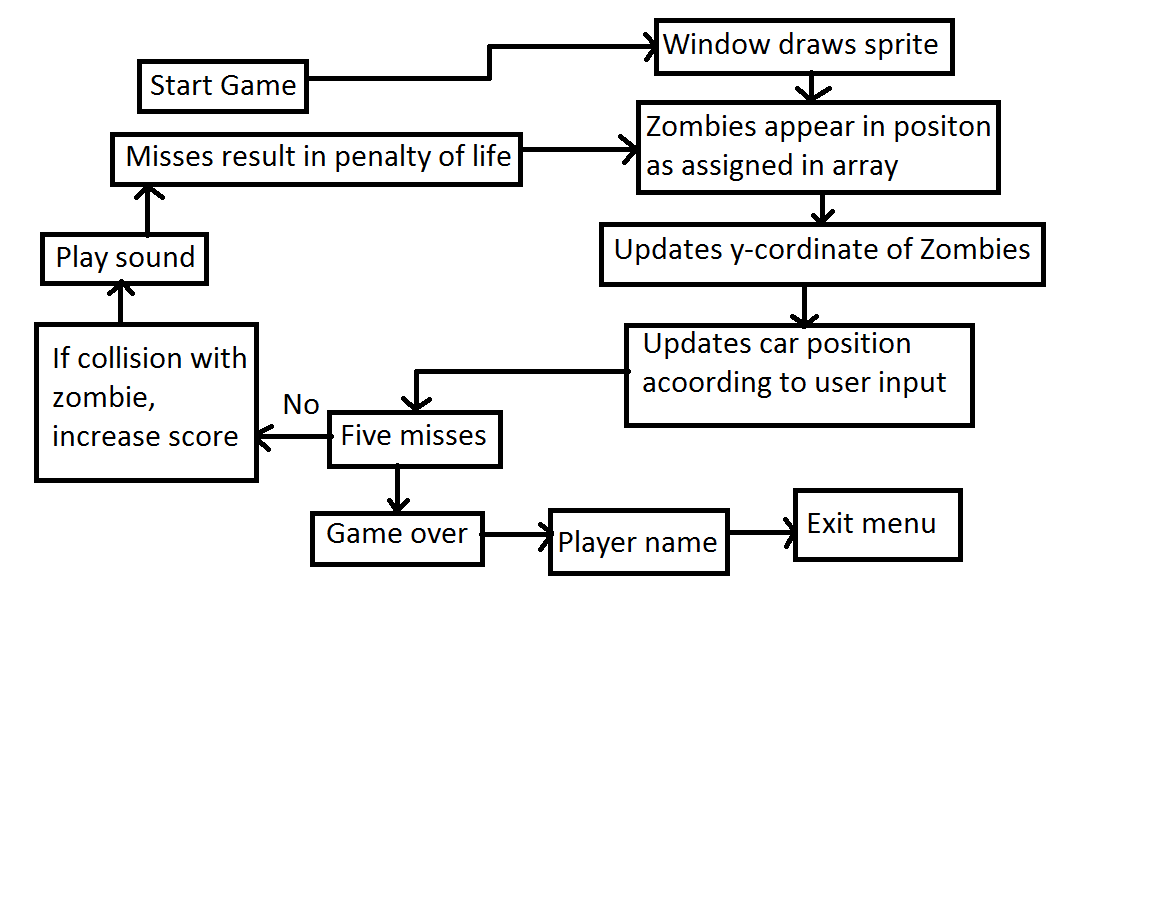 Start Game
Window draws sprite
Zombies appear in positon
as assigned in array
Updates y-cordinate of Zombies
Updates car position
acoording to user input
Five misses
No
If collision with
zombie,
increase score
Play sound
Misses result in penalty of life
Game over
Player name
Exit menu